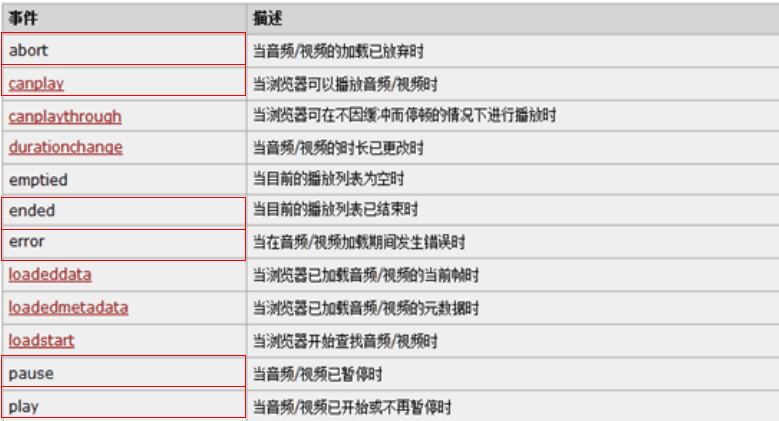 事件 描述
abort 当音频/视频的加载已放弃时
canplay 当浏览器可以播放音频/视频时
canplaythrough 当浏览器可在不因缓冲而停顿的情况下进行播放时
durationchange 当音频/视频的时长已更改时
emptied 当目前的播放列表为空时
ended 当目前的播放列表已结束时
error 当在音频/视频加载期间发生错误时
loadeddata 当浏览器已加载音频/视频的当前帧时
loadedmetadata 当浏览器已加载音频/视频的元数据时
loadstart 当浏览器开始查找音频/视频时
pause 当音频/视频已暂停时
play 当音频/视频已开始或不再暂停时